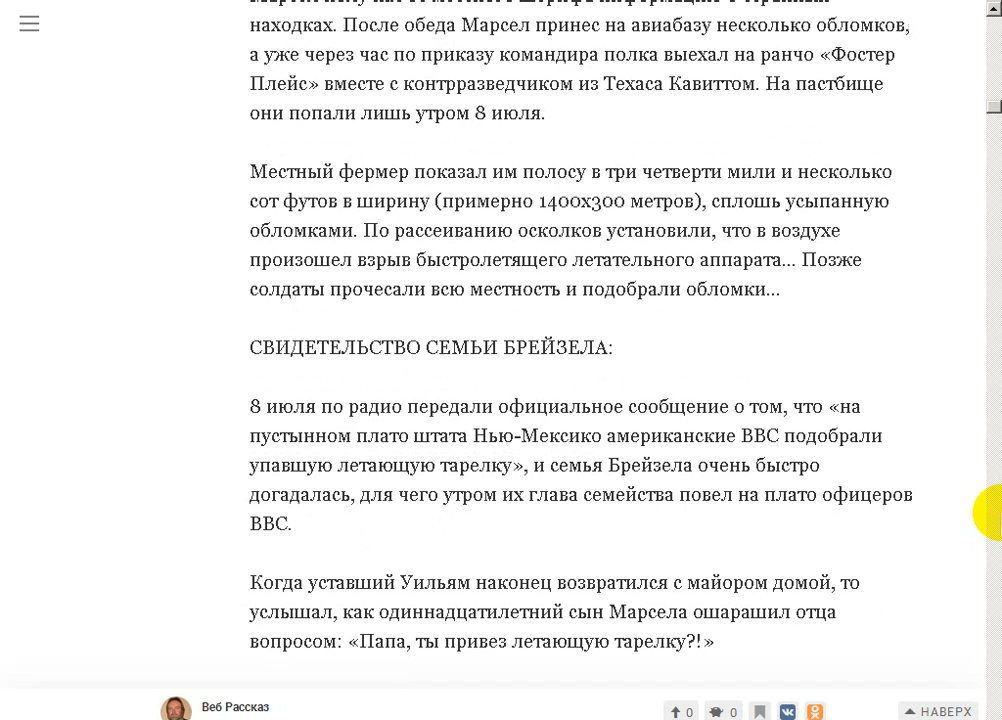 находках. После обеда Марсел принес на авиабазу несколько обломков,
а уже через час по приказу командира полка выехал на ранчо «Фостер
Плейс» вместе с контрразведчиком из Техаса Кавиттом. На пастбище
они попали лишь утром 8 июля.
Местный фермер показал им полосу в три четверти мили и несколько
сот футов в ширину (примерно 1400х300 метров), сплошь усыпанную
обломками. По рассеиванию осколков установили, что в воздухе
произошел взрыв быстролетящего летательного аппарата... Позже
солдаты прочесали всю местность и подобрали обломки...
СВИДЕТЕЛЬСТВО СЕМЬИ БРЕЙЗЕЛА:
8 июля по радио передали официальное сообщение о том, что «на
пустынном плато штата Нью-Мексико американские ВВС подобрали
упавшую летающую тарелку», и семья Брейзела очень быстро
догадалась, для чего утром их глава семейства повел на плато офицеров
ВВС.
Когда уставший Уильям наконец возвратился с майором домой, то
услышал, как одиннадцатилетний сын Марсела ошарашил отца
вопросом: «Папа, ты привез летающую тарелку?!»
Веб Рассказ
0 0 НАВЕРХ